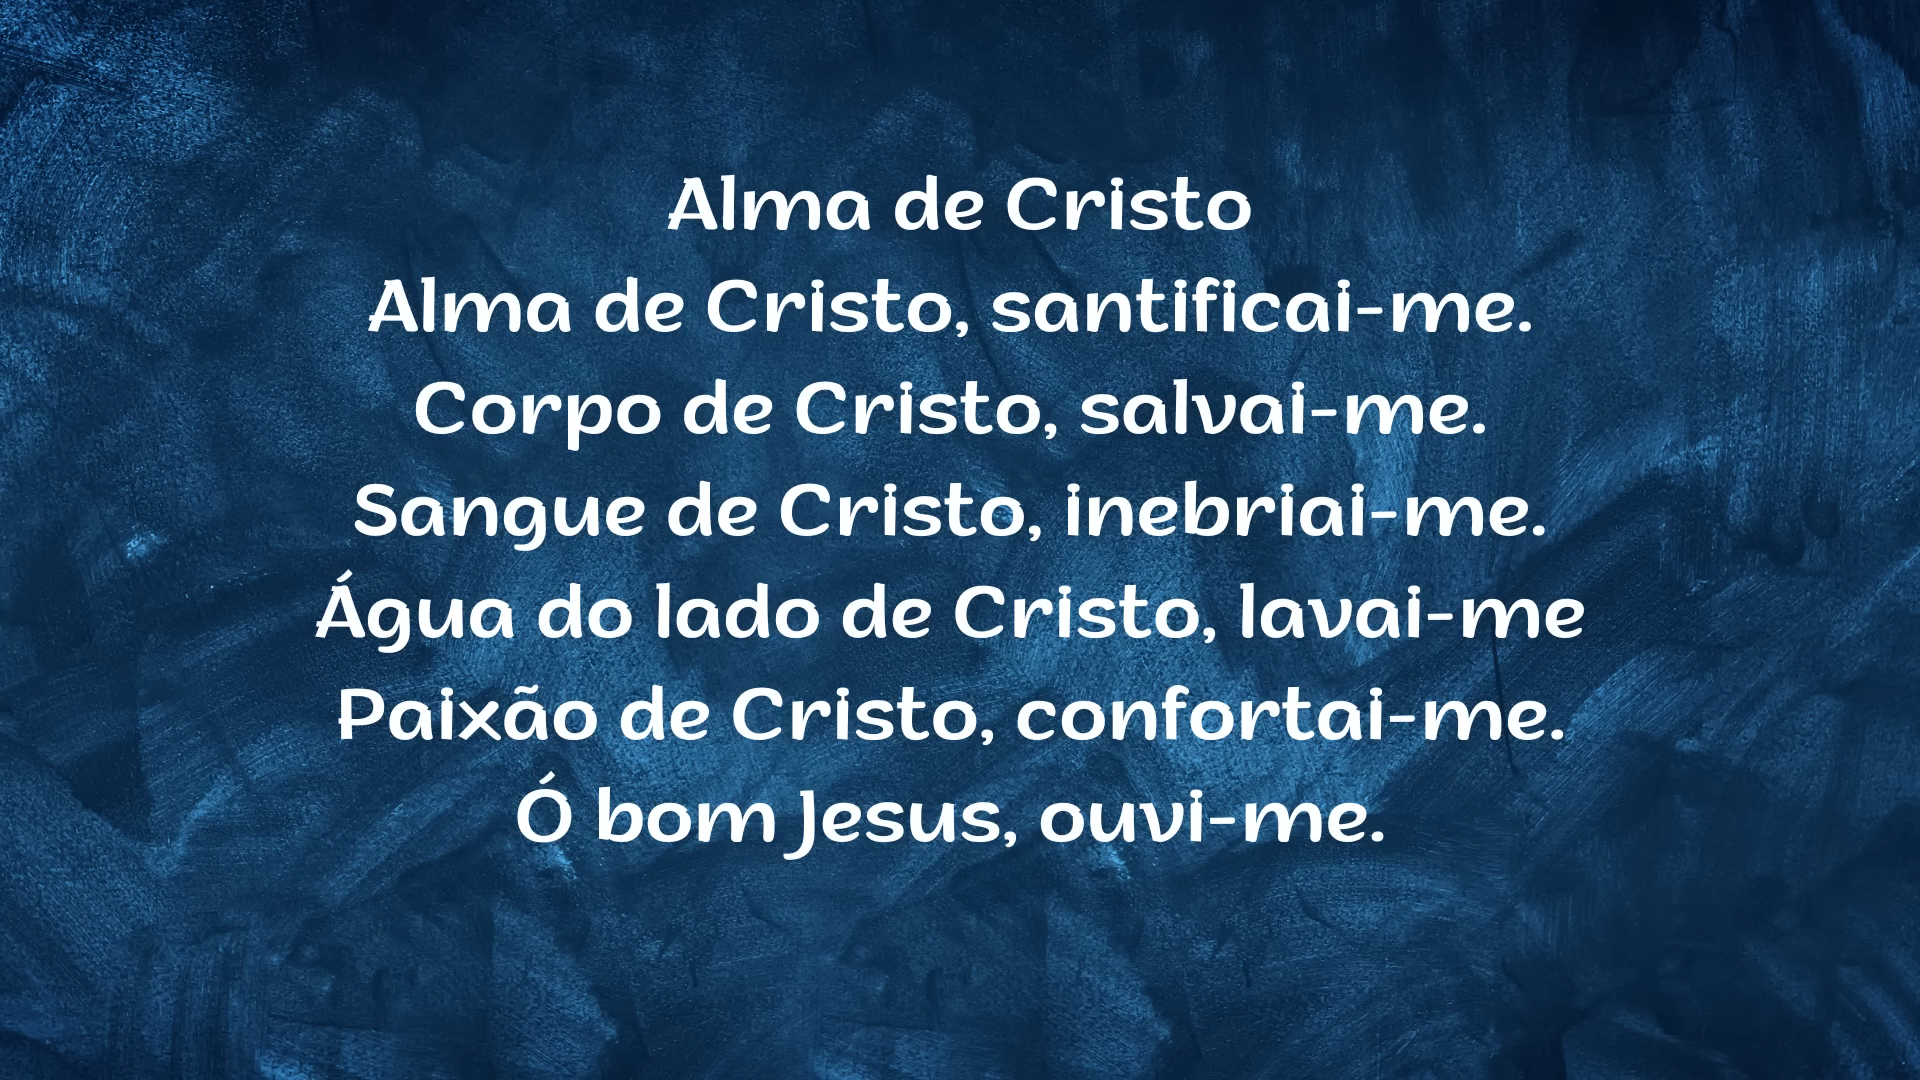 Alma de Cristo
Alma de Cristo, santificai-me.
Corpo de Cristo, salvai-me.
Sangue de Cristo, inebriai-me.
Água do lado de Cristo, lavai-me
Paixão de Cristo, confortai-me.
Ó bom Jesus, ouvi-me.